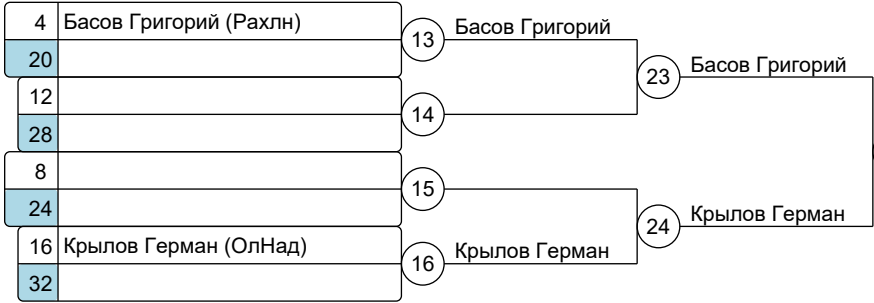 4 Басов Григорий (Рахлн)
20
13 Басов Григорий
12
28
14
23 Басов Григорий
8
24
15
16 Крылов Герман (ОлНад)
32
16 Крылов Герман
24 Крылов Герман